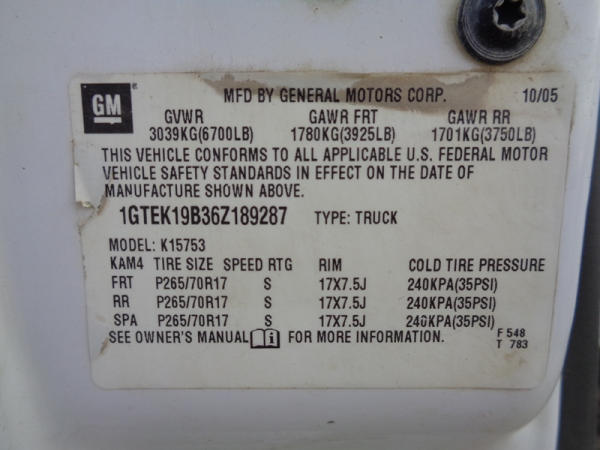 GM
MFD BY GENERAL MOTORS CORP. 10/05
GVWR GAWR FRT GAWR RR
3039KG(6700LB) 1780KG(3925LB) 1701KG(3750LB)
THIS VEHICLE CONFORMS TO ALL APPLICABLE U.S. FEDERAL MOTOR
VEHICLE SAFETY STANDARDS IN EFFECT ON THE DATE OF
MANUFACTURE SHOWN ABOVE.
1GTEK19B36Z189287 TYPE: TRUCK
MODEL: K15753
KAM4 TIRE SIZE SPEED RTG RIM COLD TIRE PRESSURE
FRT P265/70R17 S 17X7.5J 240KPA(35PSI)
RR P265/70R17 S 17X7.5J 240KPA(35PSI)
SPA P265/70R17 S 17X7.5J 240KPA(35PSI)
SEE OWNER'S MANUAL i FOR MORE INFORMATION.
F 548
T 783